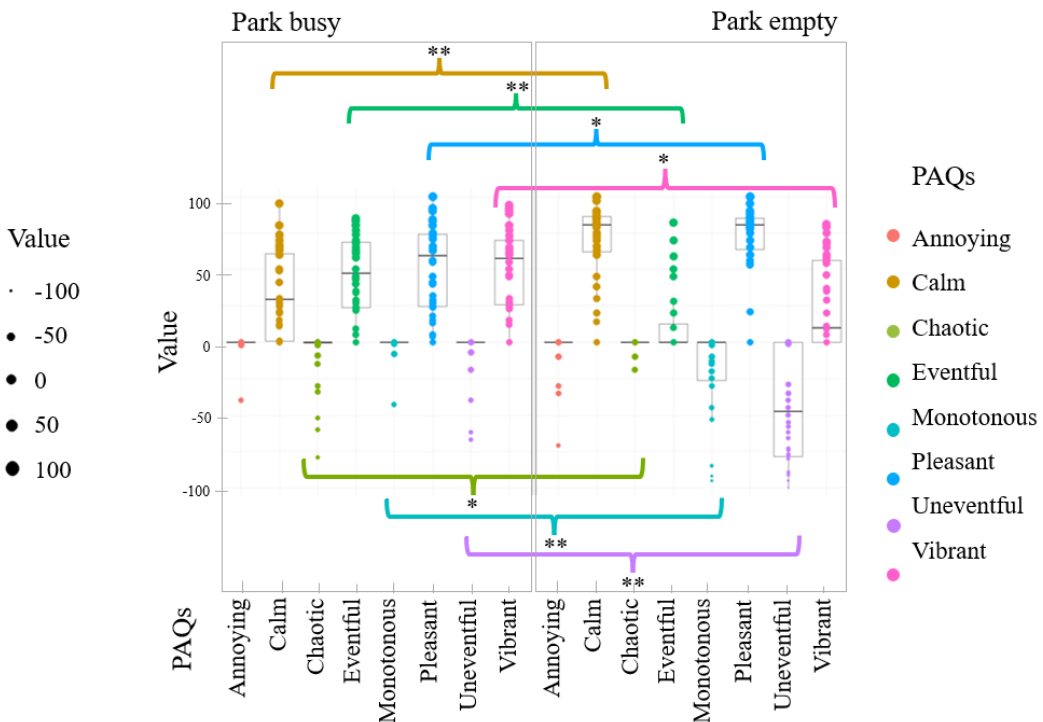 Park busy
Park empty
**
**
*
*
PAQs
Value
-100
-50
0
50
100
Value
100
50
0
-50
-100
Annoying
Calm
Chaotic
Eventful
Monotonous
Pleasant
Uneventful
Vibrant
*
**
**
PAQs
Annoying
Calm
Chaotic
Eventful
Monotonous
Pleasant
Uneventful
Vibrant
Annoying
Calm
Chaotic
Eventful
Monotonous
Pleasant
Uneventful
Vibrant